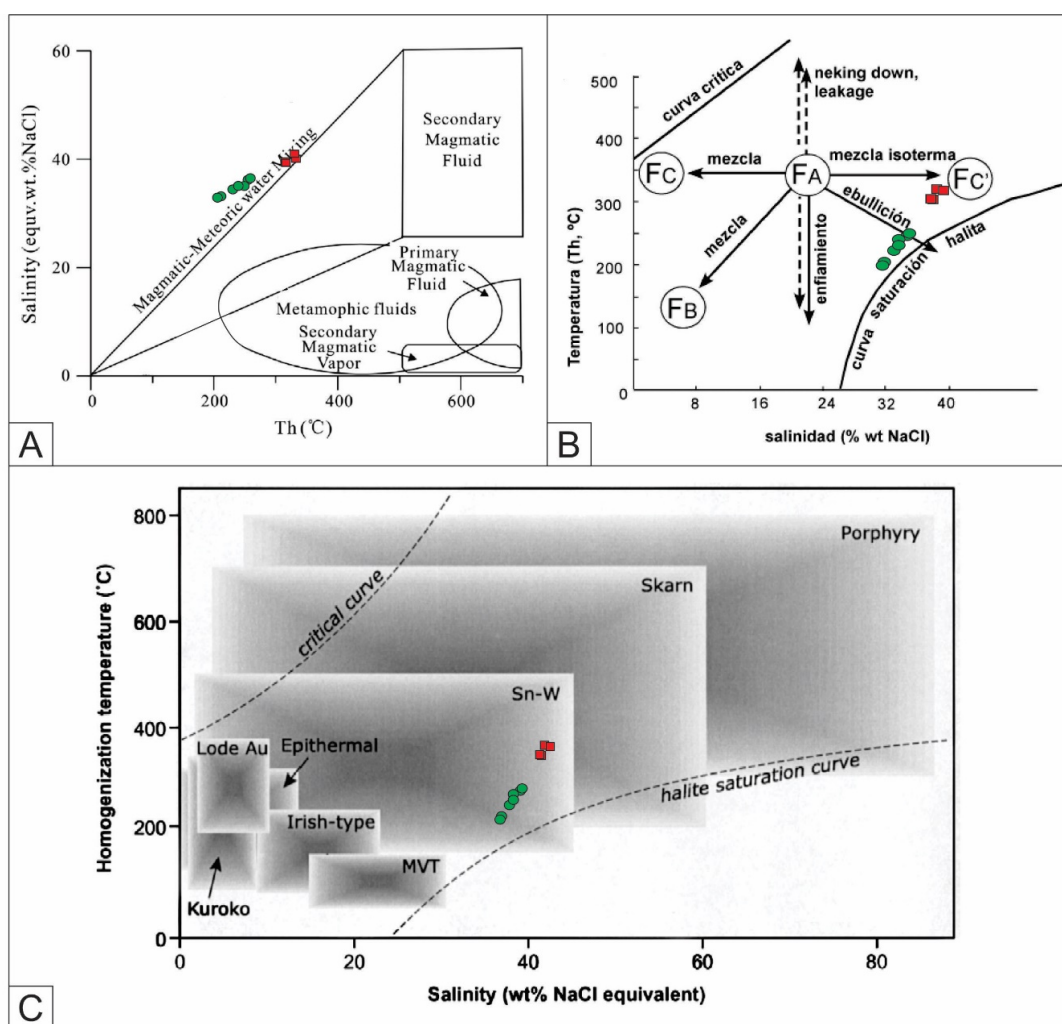 60
40
20
0
Salinity (equv.wt.%NaCl)
Magmatic-Meteoric water Mixing
Secondary
Magmatic
Fluid
Primary
Magmatic
Fluid
Metamophic fluids
Secondary
Magmatic
Vapor
0
200
400
600
Th (℃)
A
500
400
300
200
100
0
Temperatura (Th, ºC)
curva critica
neking down,
leakage
mezcla
mezcla isoterma
FC
FA
FC'
ebullición
mezcla
enfiamiento
halita
saturación
curva
FB
8
16
24
32
40
salinidad (% wt NaCl)
B
800
600
400
200
0
Homogenization temperature (˚C)
Porphyry
Skarn
critical curve
Sn-W
Lode Au
Epithermal
Irish-type
MVT
Kuroko
halite saturation curve
0
20
40
60
80
Salinity (wt% NaCl equivalent)
C